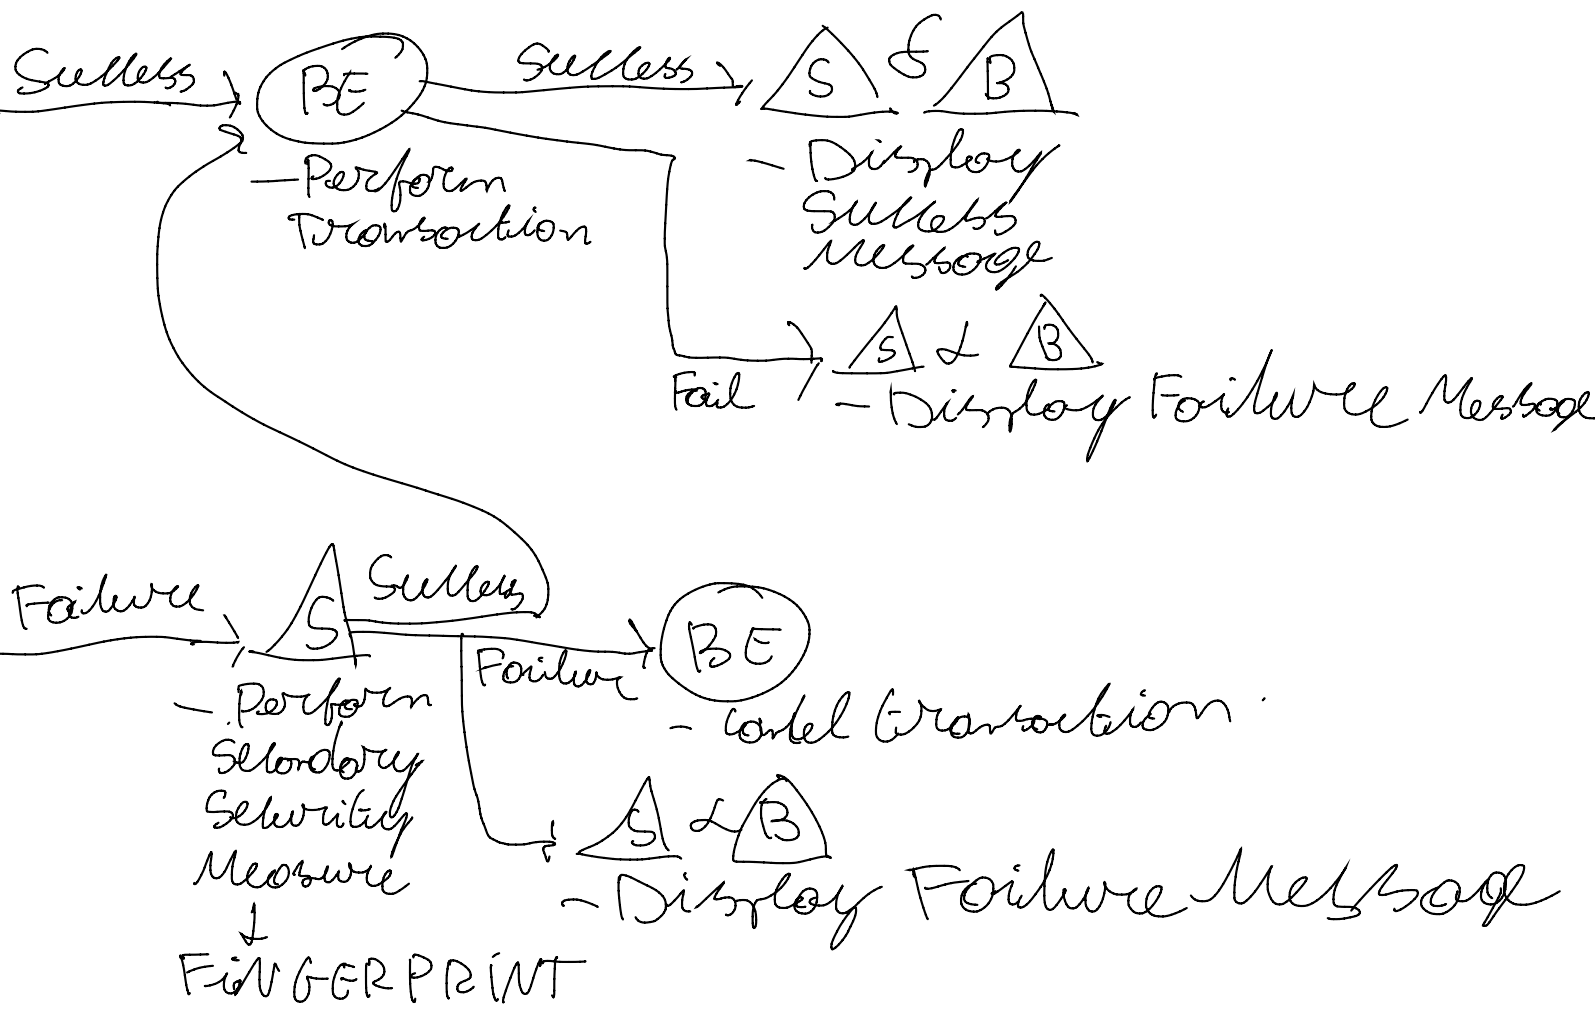 Success
BE
Success
S & B
- Perform
Transaction
- Display
Success
Message
Fail
S & B
- Display Failure Message
Failure
S
Success
Failure
BE
- Perform
Secondary
Security
Measure
↓
FiNGERPRiNT
- Cancel transaction
S & B
- Display Failure Message